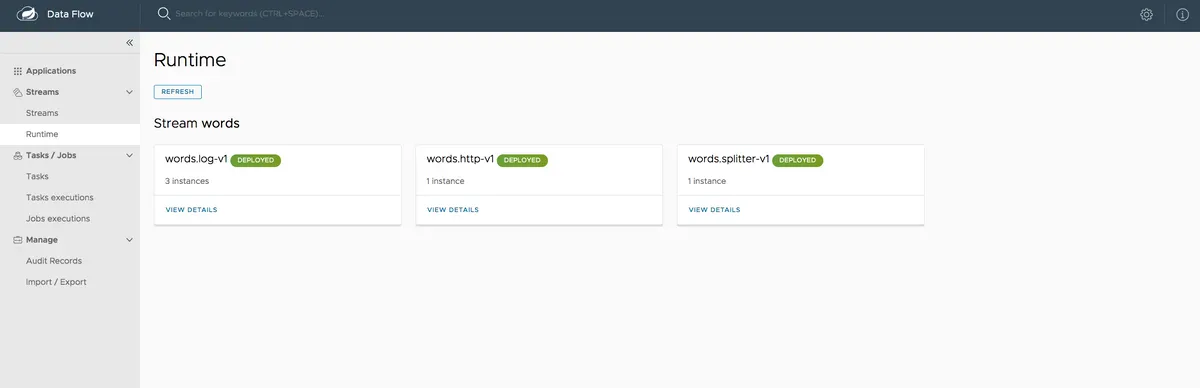 Data Flow
Search for keywords (CTRL+SPACE)...
Applications
Streams
Streams
Runtime
Tasks / Jobs
Tasks
Tasks executions
Jobs executions
Manage
Audit Records
Import / Export
Runtime
REFRESH
Stream words
words.log-v1 DEPLOYED
3 instances
VIEW DETAILS
words.http-v1 DEPLOYED
1 instance
VIEW DETAILS
words.splitter-v1 DEPLOYED
1 instance
VIEW DETAILS